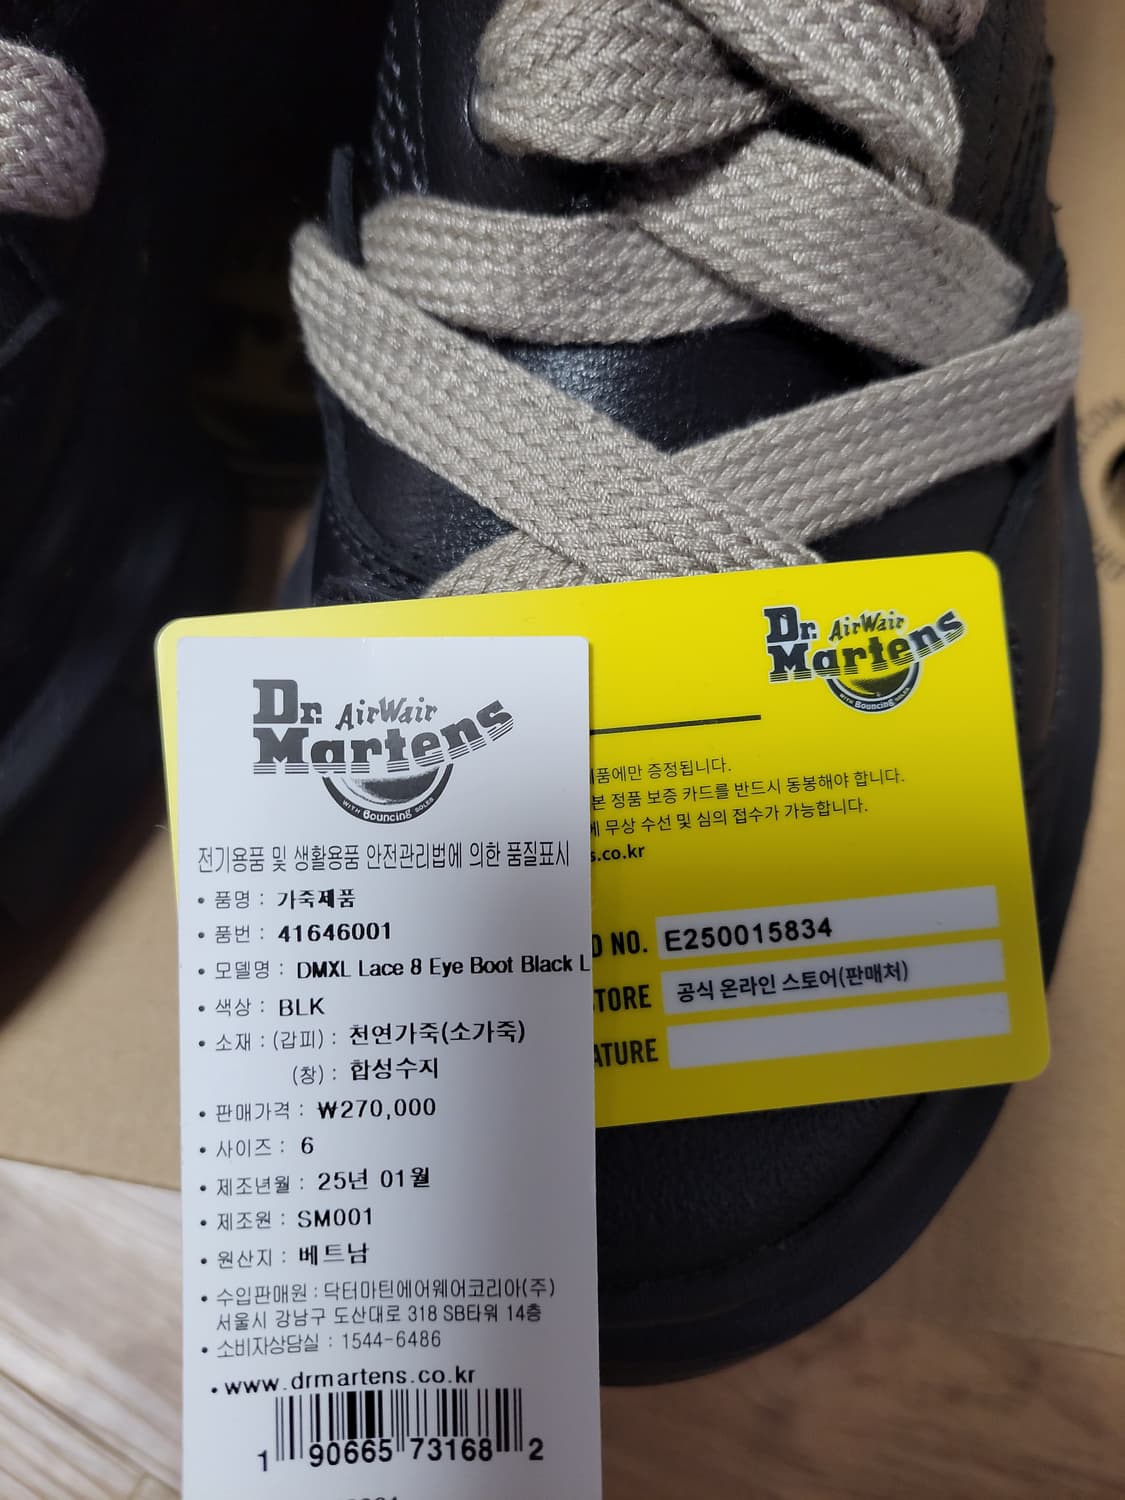 Dr. Martens
AirWair
WITH Bouncing SOLES
전기용품 및 생활용품 안전관리법에 의한 품질표시
• 품명 : 가죽제품
• 품번 : 41646001
• 모델명 : DMXL Lace 8 Eye Boot Black L
• 색상 : BLK
• 소재 : (갑피) : 천연가죽(소가죽)
(창) : 합성수지
• 판매가격 : ₩270,000
• 사이즈 : 6
• 제조년월 : 25년 01월
• 제조원 : SM001
• 원산지 : 베트남
• 수입판매원 : 닥터마틴에어웨어코리아(주)
서울시 강남구 도산대로 318 SB타워 14층
• 소비자상담실 : 1544-6486
• www.drmartens.co.kr
1 90665 73168 2
Dr. Martens
AirWair
WITH Bouncing SOLES
품에만 증정됩니다.
본 정품 보증 카드를 반드시 동봉해야 합니다.
에 무상 수선 및 심의 접수가 가능합니다.
s.co.kr
D NO. E250015834
TORE 공식 온라인 스토어(판매처)
ATURE